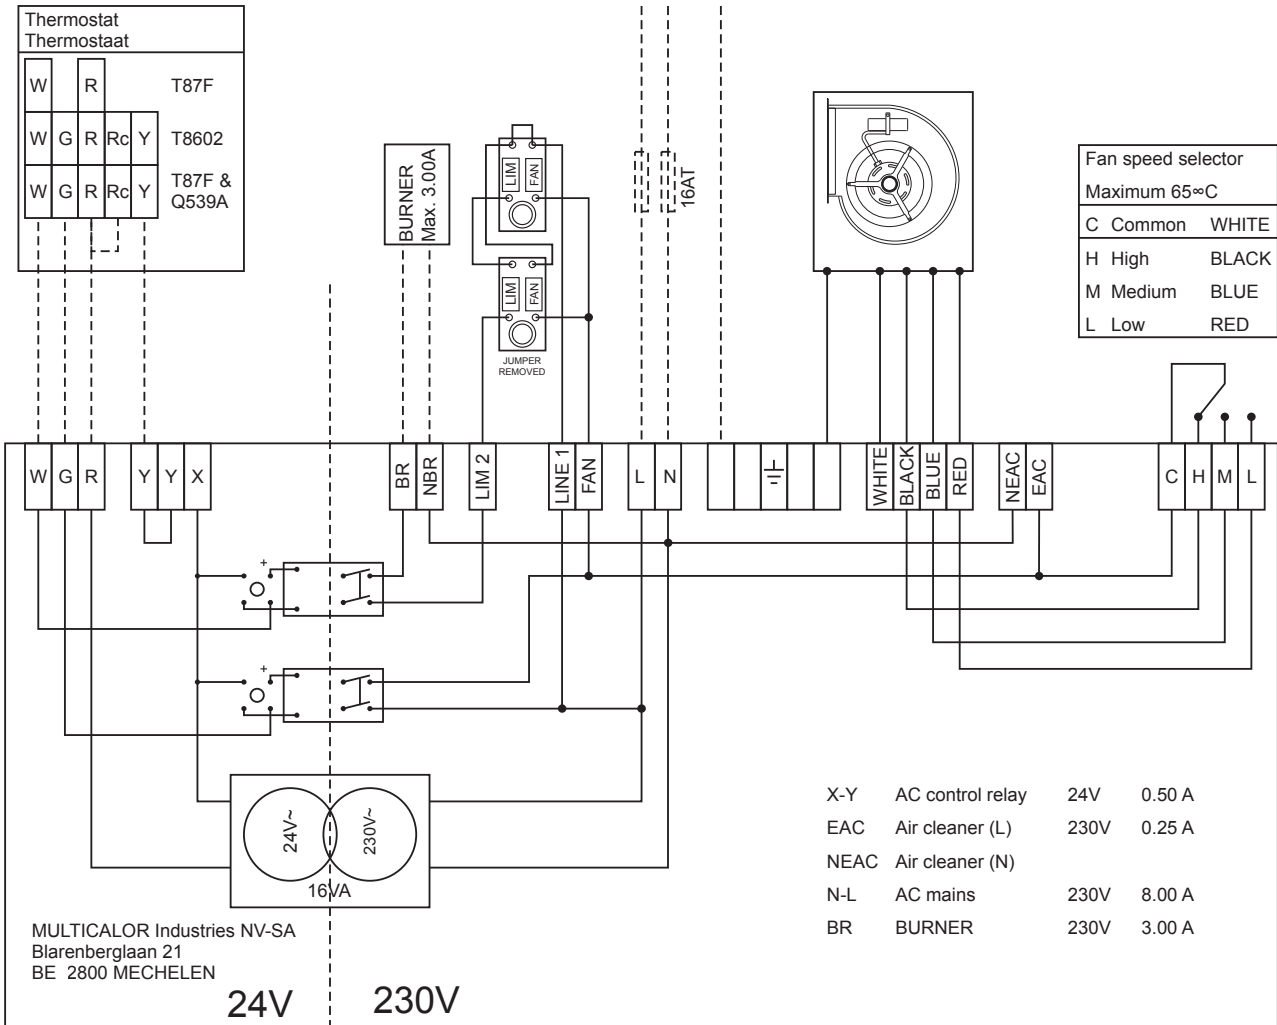 Thermostat
Thermostaat
W R T87F
W G R Rc Y T8602
W G R Rc Y T87F &
Q539A
BURNER
Max. 3.00A
LIM FAN
LIM FAN
JUMPER
REMOVED
16AT
Fan speed selector
Maximum 65∞C
C Common WHITE
H High BLACK
M Medium BLUE
L Low RED
W G R Y Y X BR NBR LIM 2 LINE 1 FAN L N WHITE BLACK BLUE RED NEAC EAC C H M L
+
+
24V~ 230V~
16VA
X-Y AC control relay 24V 0.50 A
EAC Air cleaner (L) 230V 0.25 A
NEAC Air cleaner (N)
N-L AC mains 230V 8.00 A
BR BURNER 230V 3.00 A
MULTICALOR Industries NV-SA
Blarenberglaan 21
BE 2800 MECHELEN
24V 230V